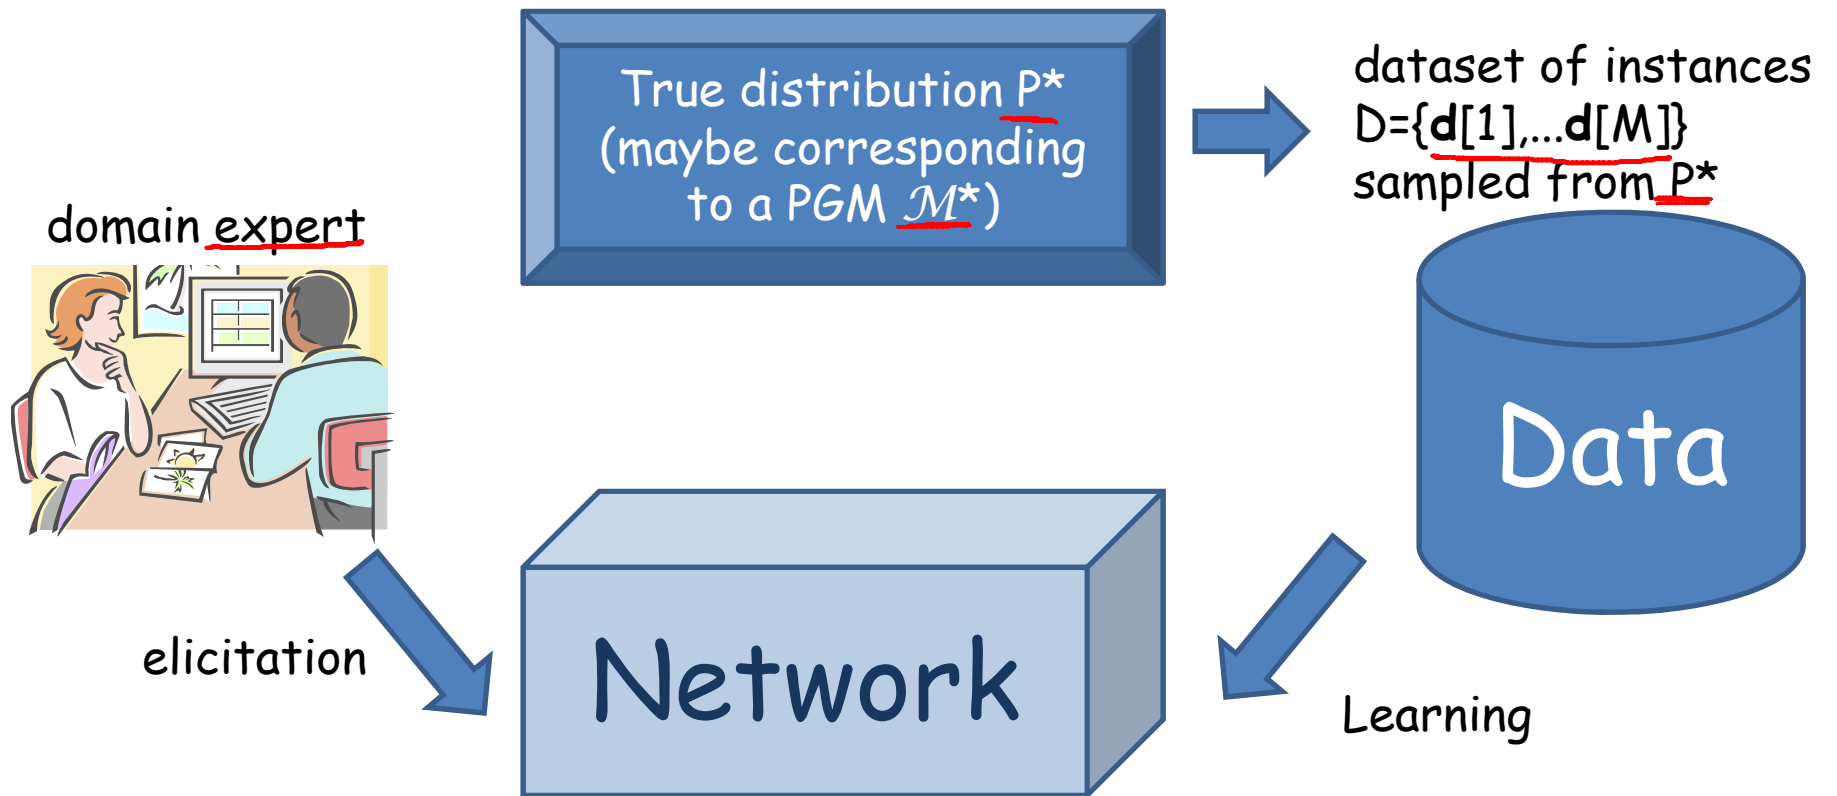 True distribution P*
(maybe corresponding
to a PGM ℳ*)
dataset of instances
D={d[1],...d[M]}
sampled from P*
domain expert
Data
elicitation
Network
Learning